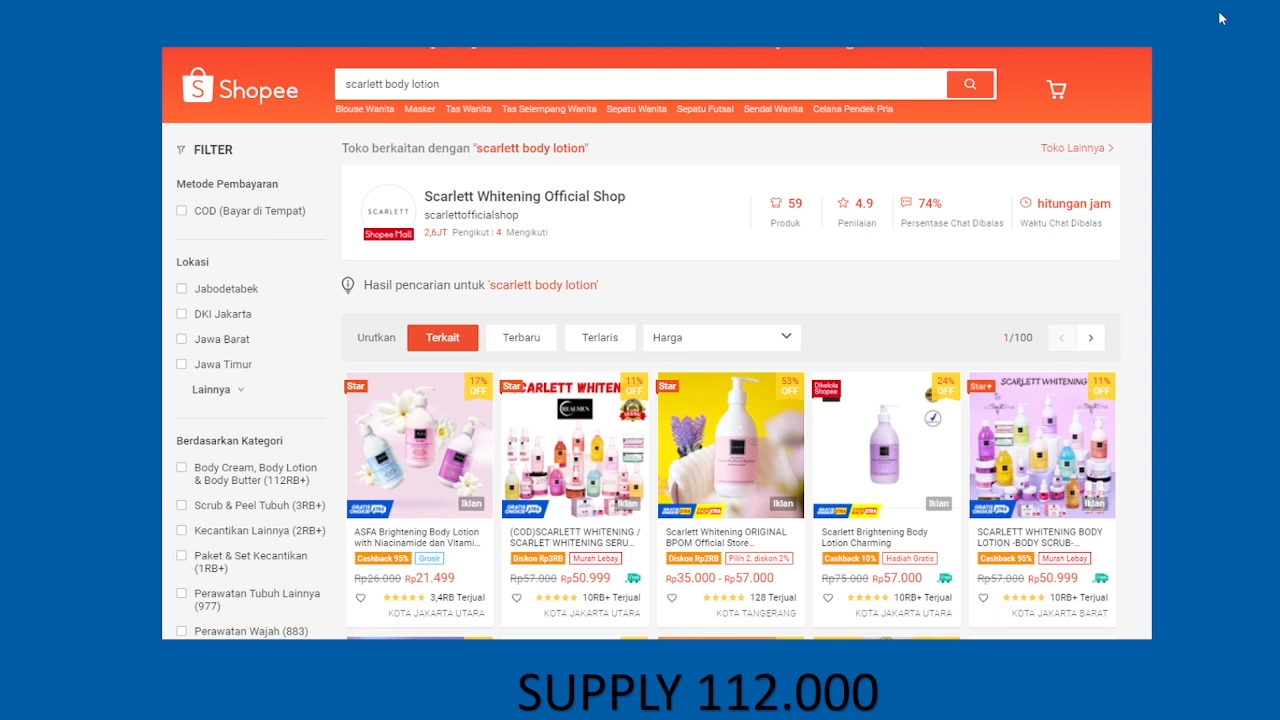 Shopee
scarlett body lotion
Blouse Wanita Masker Tas Wanita Tas Selempang Wanita Sepatu Wanita Sepatu Futsal Sendal Wanita Celana Pendek Pria
FILTER
Metode Pembayaran
COD (Bayar di Tempat)
Lokasi
Jabodetabek
DKI Jakarta
Jawa Barat
Jawa Timur
Lainnya
Berdasarkan Kategori
Body Cream, Body Lotion
& Body Butter (112RB+)
Scrub & Peel Tubuh (3RB+)
Kecantikan Lainnya (2RB+)
Paket & Set Kecantikan
(1RB+)
Perawatan Tubuh Lainnya
(977)
Perawatan Wajah (883)
Toko berkaitan dengan "scarlett body lotion"
Toko Lainnya >
SCARLETT
Shopee Mall
Scarlett Whitening Official Shop
scarlettofficialshop
2,6JT Pengikut | 4 Mengikuti
59
Produk
4.9
Penilaian
74%
Persentase Chat Dibalas
hitungan jam
Waktu Chat Dibalas
Hasil pencarian untuk 'scarlett body lotion'
Urutkan Terkait Terbaru Terlaris Harga 1/100
Star
17%
OFF
GRATIS ONGKIR XTRA
Iklan
ASFA Brightening Body Lotion
with Niacinamide dan Vitami...
Cashback 95% Grosir
Rp26.000 Rp21.499
3,4RB Terjual
KOTA JAKARTA UTARA
Star
SCARLETT WHITEN
11%
OFF
GRATIS ONGKIR XTRA
Iklan
(COD)SCARLETT WHITENING /
SCARLETT WHITENING SERU...
Diskon Rp3RB Murah Lebay
Rp57.000 Rp50.999
10RB+ Terjual
KOTA JAKARTA UTARA
Star
53%
OFF
Iklan
Scarlett Whitening ORIGINAL
BPOM Official Store...
Diskon Rp2RB Pilih 2, diskon 2%
Rp35.000 - Rp57.000
128 Terjual
KOTA TANGERANG
Dikelola
Shopee
24%
OFF
Iklan
Scarlett Brightening Body
Lotion Charming
Cashback 10% Hadiah Gratis
Rp75.000 Rp57.000
10RB+ Terjual
KOTA JAKARTA UTARA
Star+
SCARLETT WHITENING
11%
OFF
GRATIS ONGKIR XTRA
Iklan
SCARLETT WHITENING BODY
LOTION -BODY SCRUB-...
Cashback 95% Murah Lebay
Rp57.000 Rp50.999
10RB+ Terjual
KOTA JAKARTA BARAT
SUPPLY 112.000